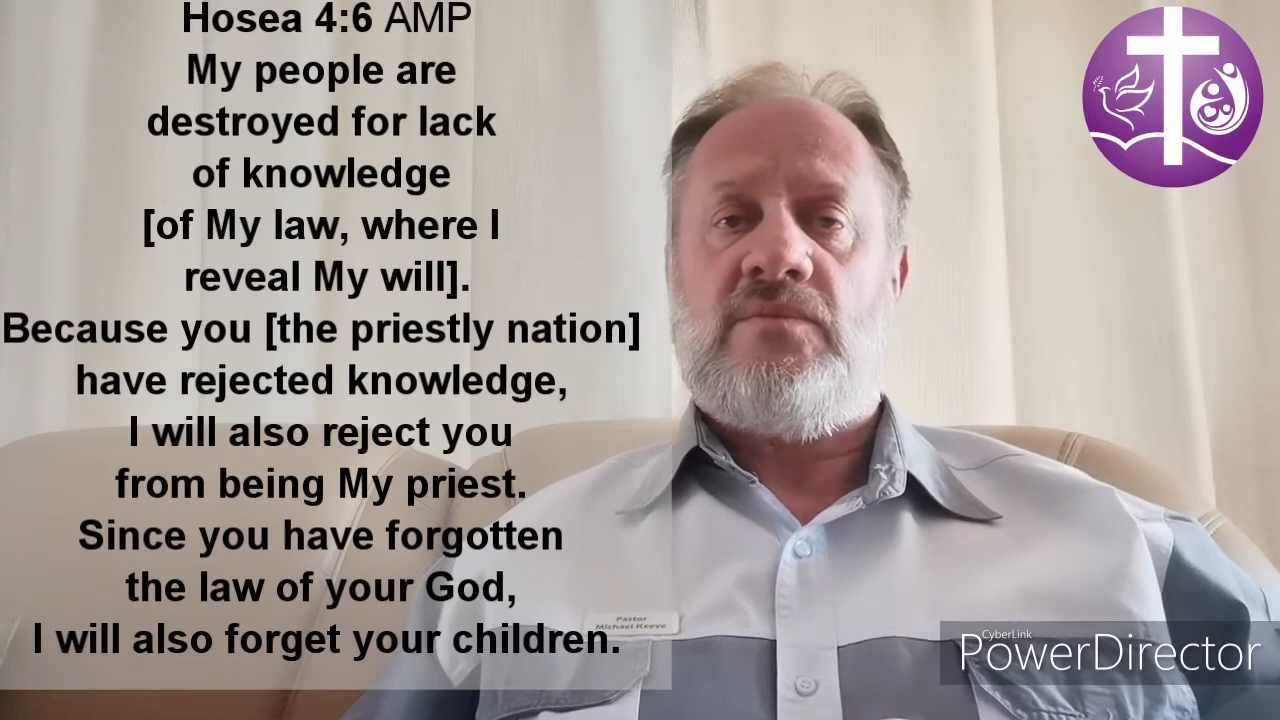 Hosea 4:6 AMP
My people are
destroyed for lack
of knowledge
[of My law, where I
reveal My will].
Because you [the priestly nation]
have rejected knowledge,
I will also reject you
from being My priest.
Since you have forgotten
the law of your God,
I will also forget your children.
Pastor
Michael Keeve
CyberLink
PowerDirector